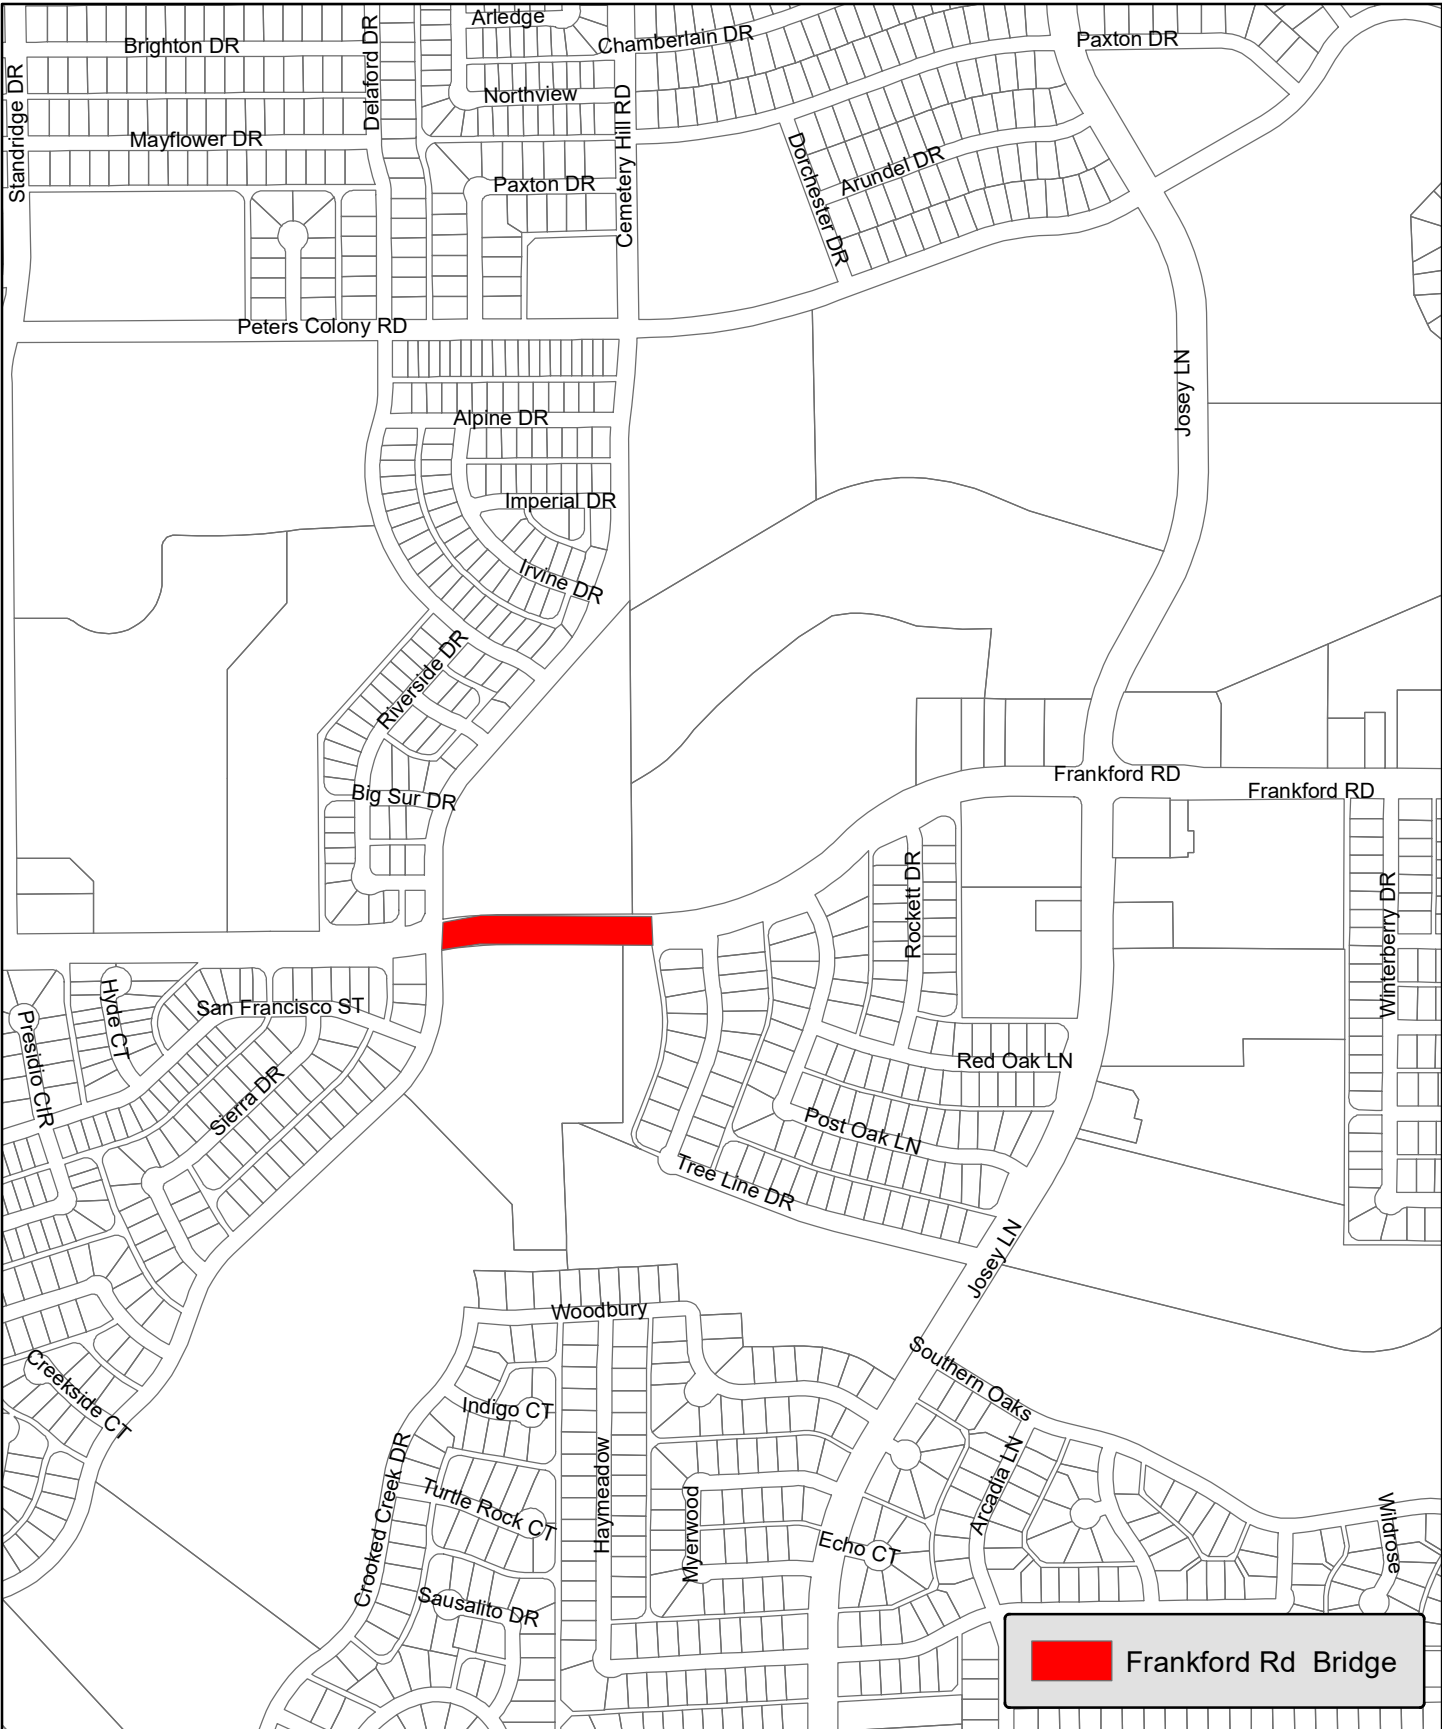 Arledge
Brighton DR
Delaford DR
Chamberlain DR
Paxton DR
Standridge DR
Northview
Cemetery Hill RD
Mayflower DR
Dorchester DR
Arundel DR
Paxton DR
Peters Colony RD
Josey LN
Alpine DR
Imperial DR
Irvine DR
Riverside DR
Big Sur DR
Frankford RD
Frankford RD
Rockett DR
Winterberry DR
Hyde CT
San Francisco ST
Presidio CIR
Sierra DR
Red Oak LN
Post Oak LN
Tree Line DR
Josey LN
Woodbury
Southern Oaks
Creekside CT
Indigo CT
Crooked Creek DR
Turtle Rock CT
Haymeadow
Myerwood
Arcadia LN
Echo CT
Wildrose
Sausalito DR
Frankford Rd  Bridge